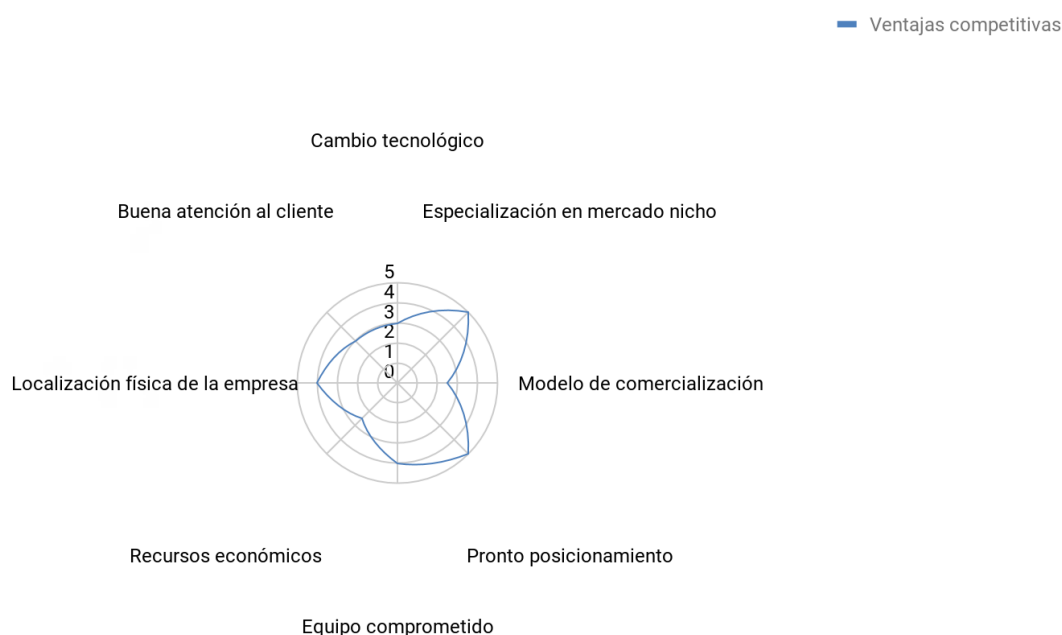 Ventajas competitivas
Cambio tecnológico
Buena atención al cliente
Especialización en mercado nicho
5
4
3
2
1
0
Localización física de la empresa
Modelo de comercialización
Recursos económicos
Pronto posicionamiento
Equipo comprometido